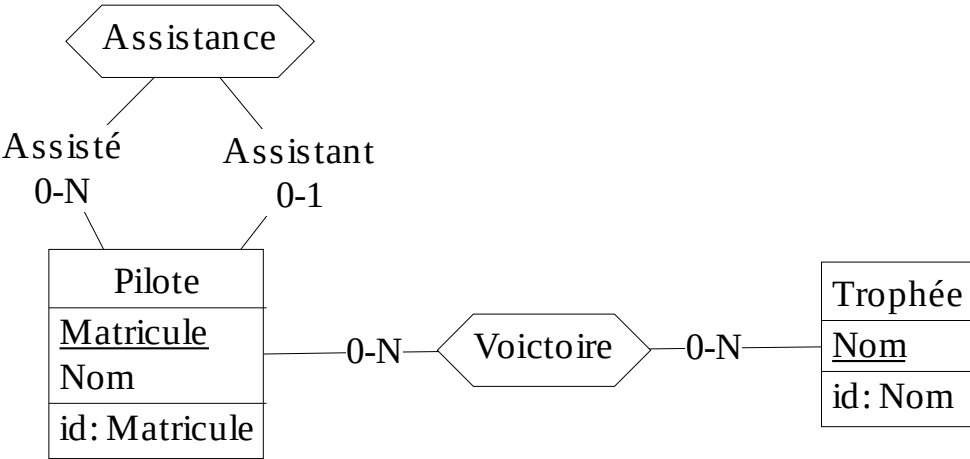 Assistance
Assisté
0-N
Assistant
0-1
Pilote
Matricule
Nom
id: Matricule
0-N
Voictoire
0-N
Trophée
Nom
id: Nom